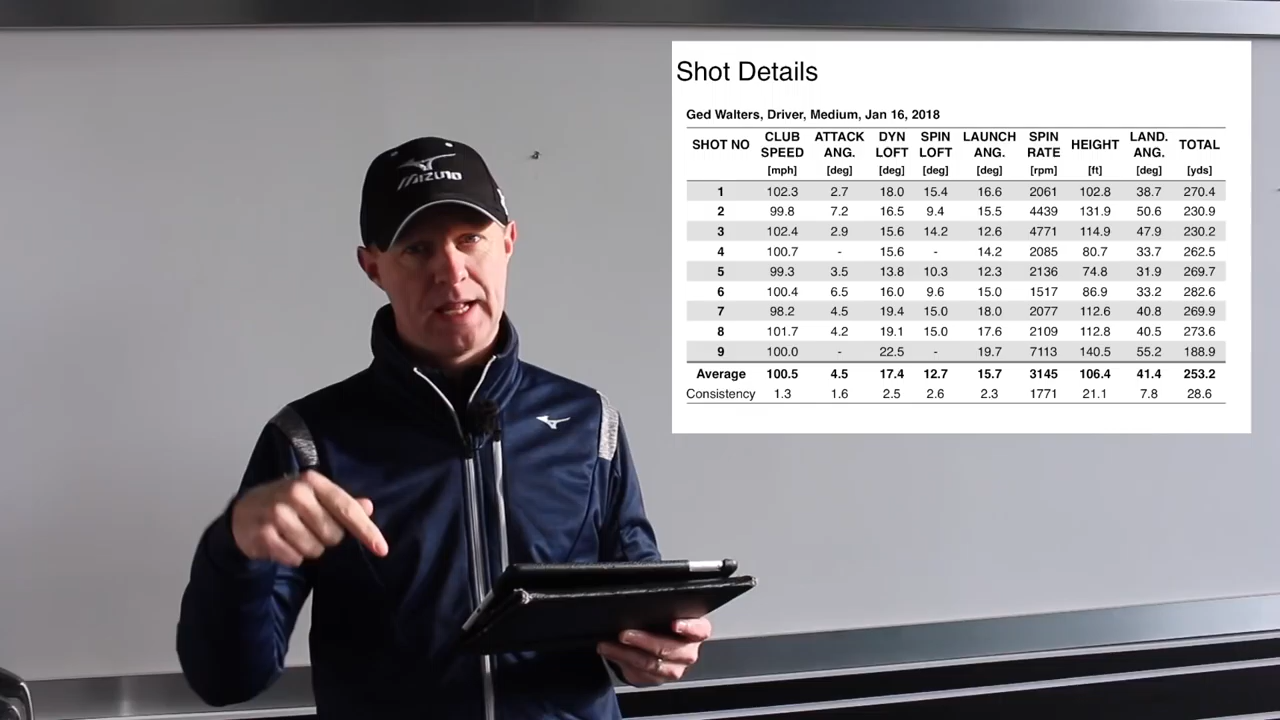 Shot Details
Ged Walters, Driver, Medium, Jan 16, 2018
SHOT NO CLUB SPEED ATTACK ANG. DYN LOFT SPIN LOFT LAUNCH ANG. SPIN RATE HEIGHT LAND. ANG. TOTAL
[mph] [deg] [deg] [deg] [deg] [rpm] [ft] [deg] [yds]
1 102.3 2.7 18.0 15.4 16.6 2061 102.8 38.7 270.4
2 99.8 7.2 16.5 9.4 15.5 4439 131.9 50.6 230.9
3 102.4 2.9 15.6 14.2 12.6 4771 114.9 47.9 230.2
4 100.7 - 15.6 - 14.2 2085 80.7 33.7 262.5
5 99.3 3.5 13.8 10.3 12.3 2136 74.8 31.9 269.7
6 100.4 6.5 16.0 9.6 15.0 1517 86.9 33.2 282.6
7 98.2 4.5 19.4 15.0 18.0 2077 112.6 40.8 269.9
8 101.7 4.2 19.1 15.0 17.6 2109 112.8 40.5 273.6
9 100.0 - 22.5 - 19.7 7113 140.5 55.2 188.9
Average 100.5 4.5 17.4 12.7 15.7 3145 106.4 41.4 253.2
Consistency 1.3 1.6 2.5 2.6 2.3 1771 21.1 7.8 28.6
MIZUNO